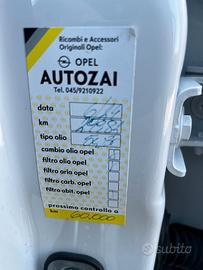 Ricambi e Accessori
Originali Opel:
OPEL
AUTOZAI
Tel. 045/9210922
data
km
tipo olio
cambio olio opel
filtro olio opel
filtro aria opel
filtro carb. opel
filtro abit. opel
prossimo controllo a
km 60.000
subito